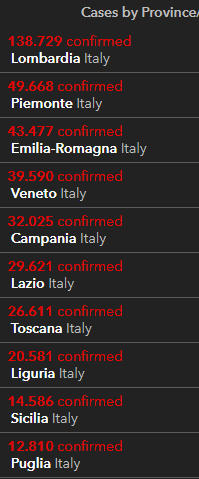 Cases by Province/
138.729 confirmed
Lombardia Italy
49.668 confirmed
Piemonte Italy
43.477 confirmed
Emilia-Romagna Italy
39.590 confirmed
Veneto Italy
32.025 confirmed
Campania Italy
29.621 confirmed
Lazio Italy
26.611 confirmed
Toscana Italy
20.581 confirmed
Liguria Italy
14.586 confirmed
Sicilia Italy
12.810 confirmed
Puglia Italy